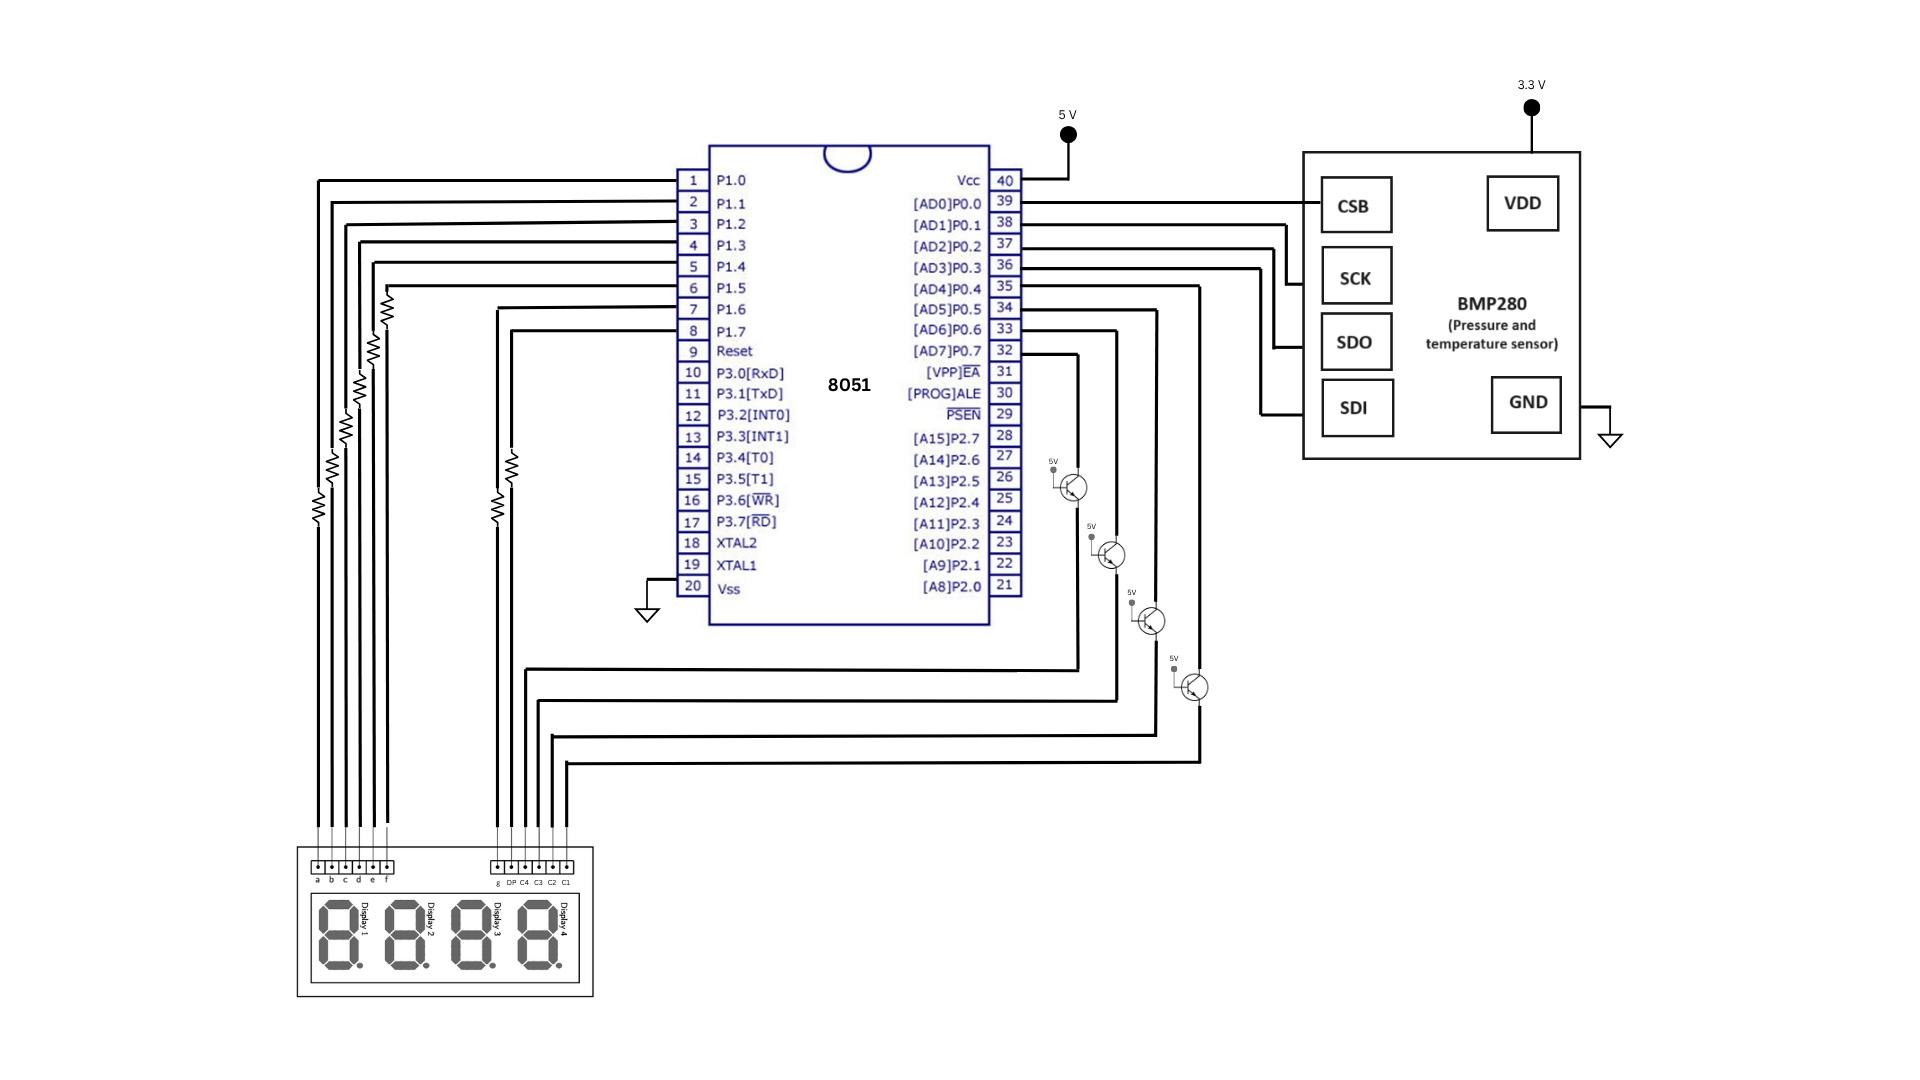 3.3 V
5 V
1 P1.0
2 P1.1
3 P1.2
4 P1.3
5 P1.4
6 P1.5
7 P1.6
8 P1.7
9 Reset
10 P3.0[RxD]
11 P3.1[TxD]
12 P3.2[INT0]
13 P3.3[INT1]
14 P3.4[T0]
15 P3.5[T1]
16 P3.6[WR]
17 P3.7[RD]
18 XTAL2
19 XTAL1
20 Vss
8051
Vcc 40
[AD0]P0.0 39
[AD1]P0.1 38
[AD2]P0.2 37
[AD3]P0.3 36
[AD4]P0.4 35
[AD5]P0.5 34
[AD6]P0.6 33
[AD7]P0.7 32
[VPP]EA 31
[PROG]ALE 30
PSEN 29
[A15]P2.7 28
[A14]P2.6 27
[A13]P2.5 26
[A12]P2.4 25
[A11]P2.3 24
[A10]P2.2 23
[A9]P2.1 22
[A8]P2.0 21
CSB
SCK
SDO
SDI
VDD
BMP280
(Pressure and
temperature sensor)
GND
5V
5V
5V
5V
a b c d e f
g DP C4 C3 C2 C1
Display 1
Display 2
Display 3
Display 4